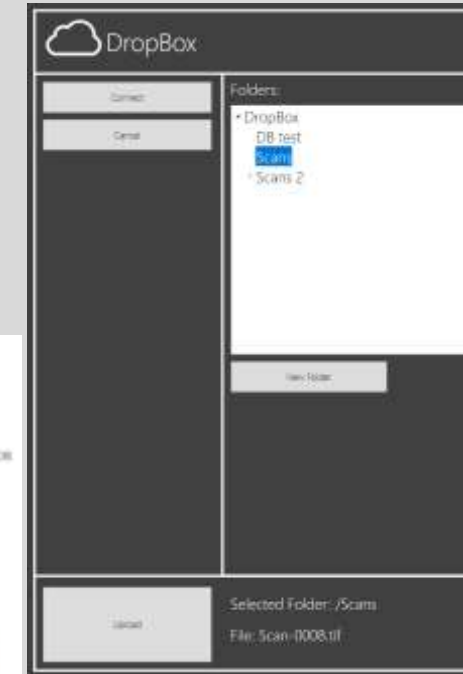 DropBox
Connect
Cancel
Folders:
DropBox
DB test
Scans
Scans 2
New Folder
Upload
Selected Folder: /Scans
File: Scan-0008.tif